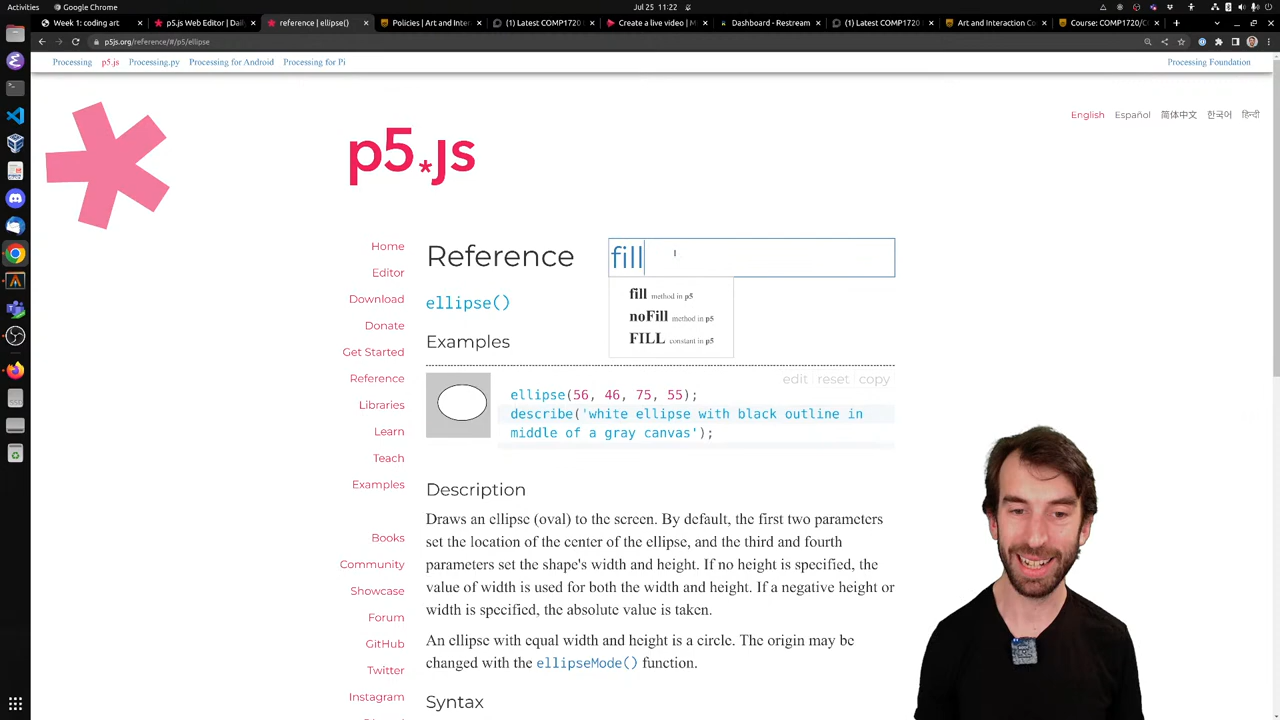 Activities
Google Chrome
Jul 25 11:22
Week 1: coding art
p5.js Web Editor | Dail
reference | ellipse()
Policies | Art and Inter
(1) Latest COMP1720
Create a live video | M
Dashboard - Restream
(1) Latest COMP1720
Art and Interaction Co
Course: COMP1720/
p5js.org/reference/#/p5/ellipse
Processing p5.js Processing.py Processing for Android Processing for Pi
Processing Foundation
English Español 简体中文 한국어 हिन्दी
p5*js
Home
Editor
Download
Donate
Get Started
Reference
Libraries
Learn
Teach
Examples
Books
Community
Showcase
Forum
GitHub
Twitter
Instagram
Reference
fill
fill method in p5
noFill method in p5
FILL constant in p5
ellipse()
Examples
edit reset copy
ellipse(56, 46, 75, 55);
describe('white ellipse with black outline in
middle of a gray canvas');
Description
Draws an ellipse (oval) to the screen. By default, the first two parameters
set the location of the center of the ellipse, and the third and fourth
parameters set the shape's width and height. If no height is specified, the
value of width is used for both the width and height. If a negative height or
width is specified, the absolute value is taken.
An ellipse with equal width and height is a circle. The origin may be
changed with the ellipseMode() function.
Syntax